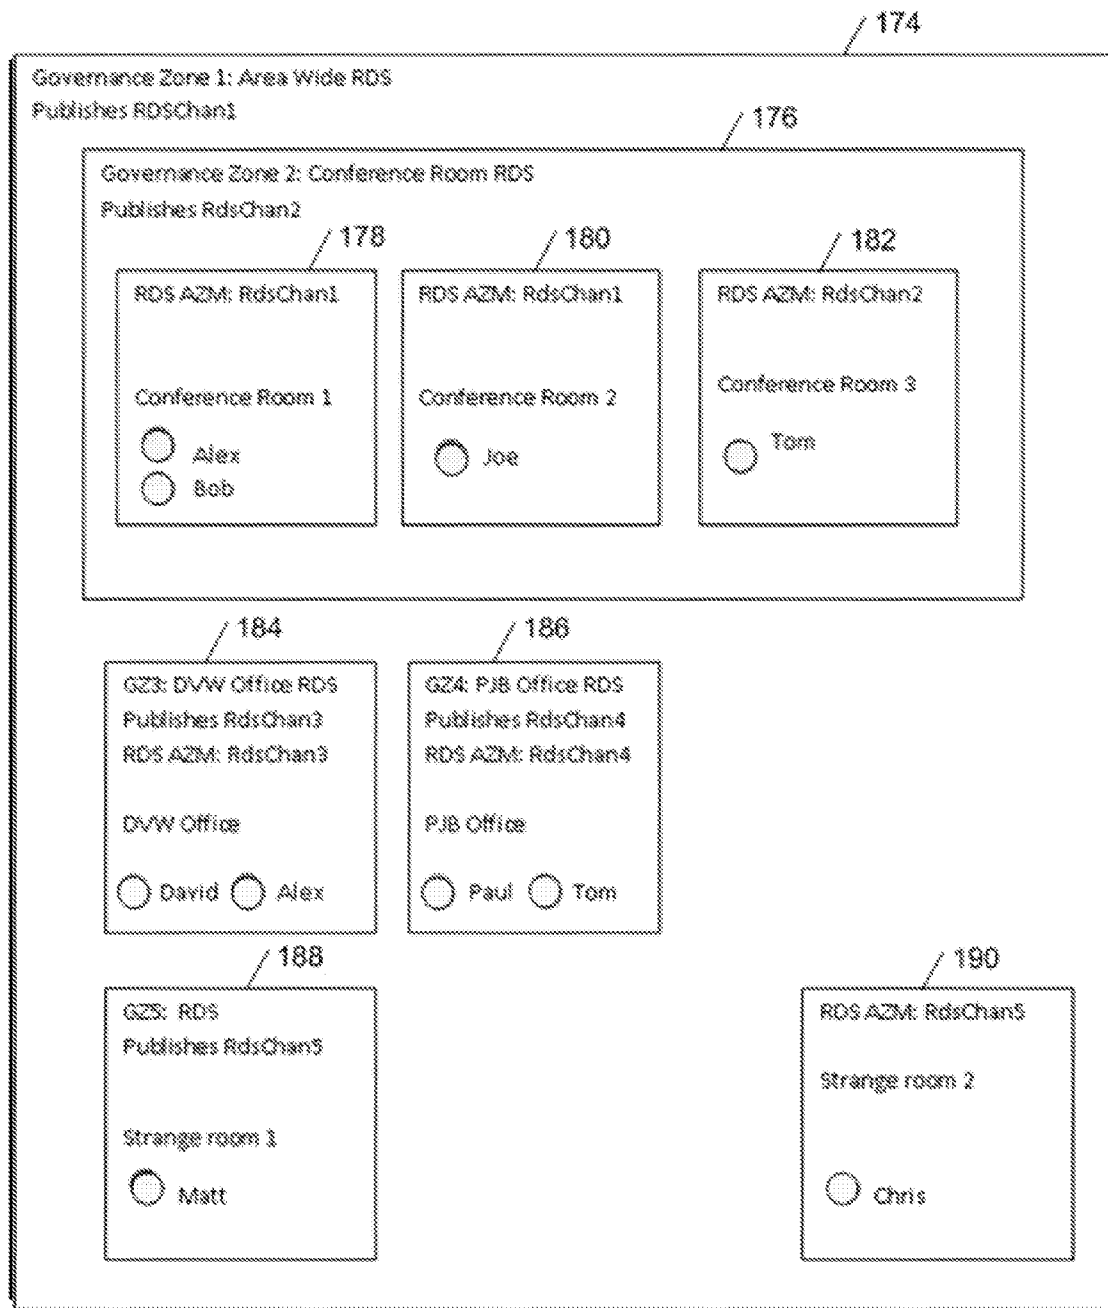 174
Governance Zone 1: Area Wide RDS
Publishes RDSChan1
176
Governance Zone 2: Conference Room RDS
Publishes RdsChan2
178
RDS AZM: RdsChan1
Conference Room 1
Alex
Bob
180
RDS AZM: RdsChan1
Conference Room 2
Joe
182
RDS AZM: RdsChan2
Conference Room 3
Tom
184
GZ3: DVW Office RDS
Publishes RdsChan3
RDS AZM: RdsChan3
DVW Office
David
Alex
186
GZ4: PJB Office RDS
Publishes RdsChan4
RDS AZM: RdsChan4
PJB Office
Paul
Tom
188
GZ5: RDS
Publishes RdsChan5
Strange room 1
Matt
190
RDS AZM: RdsChan5
Strange room 2
Chris